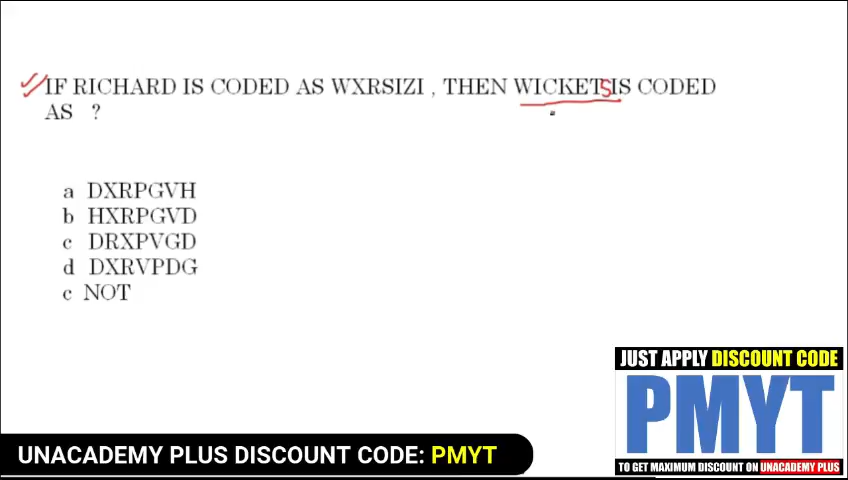 IF RICHARD IS CODED AS WXRSIZI , THEN WICKETS IS CODED
AS ?
a DXRPGVH
b HXRPGVD
c DRXPVGD
d DXRVPDG
c NOT
JUST APPLY DISCOUNT CODE
PMYT
TO GET MAXIMUM DISCOUNT ON UNACADEMY PLUS
UNACADEMY PLUS DISCOUNT CODE: PMYT